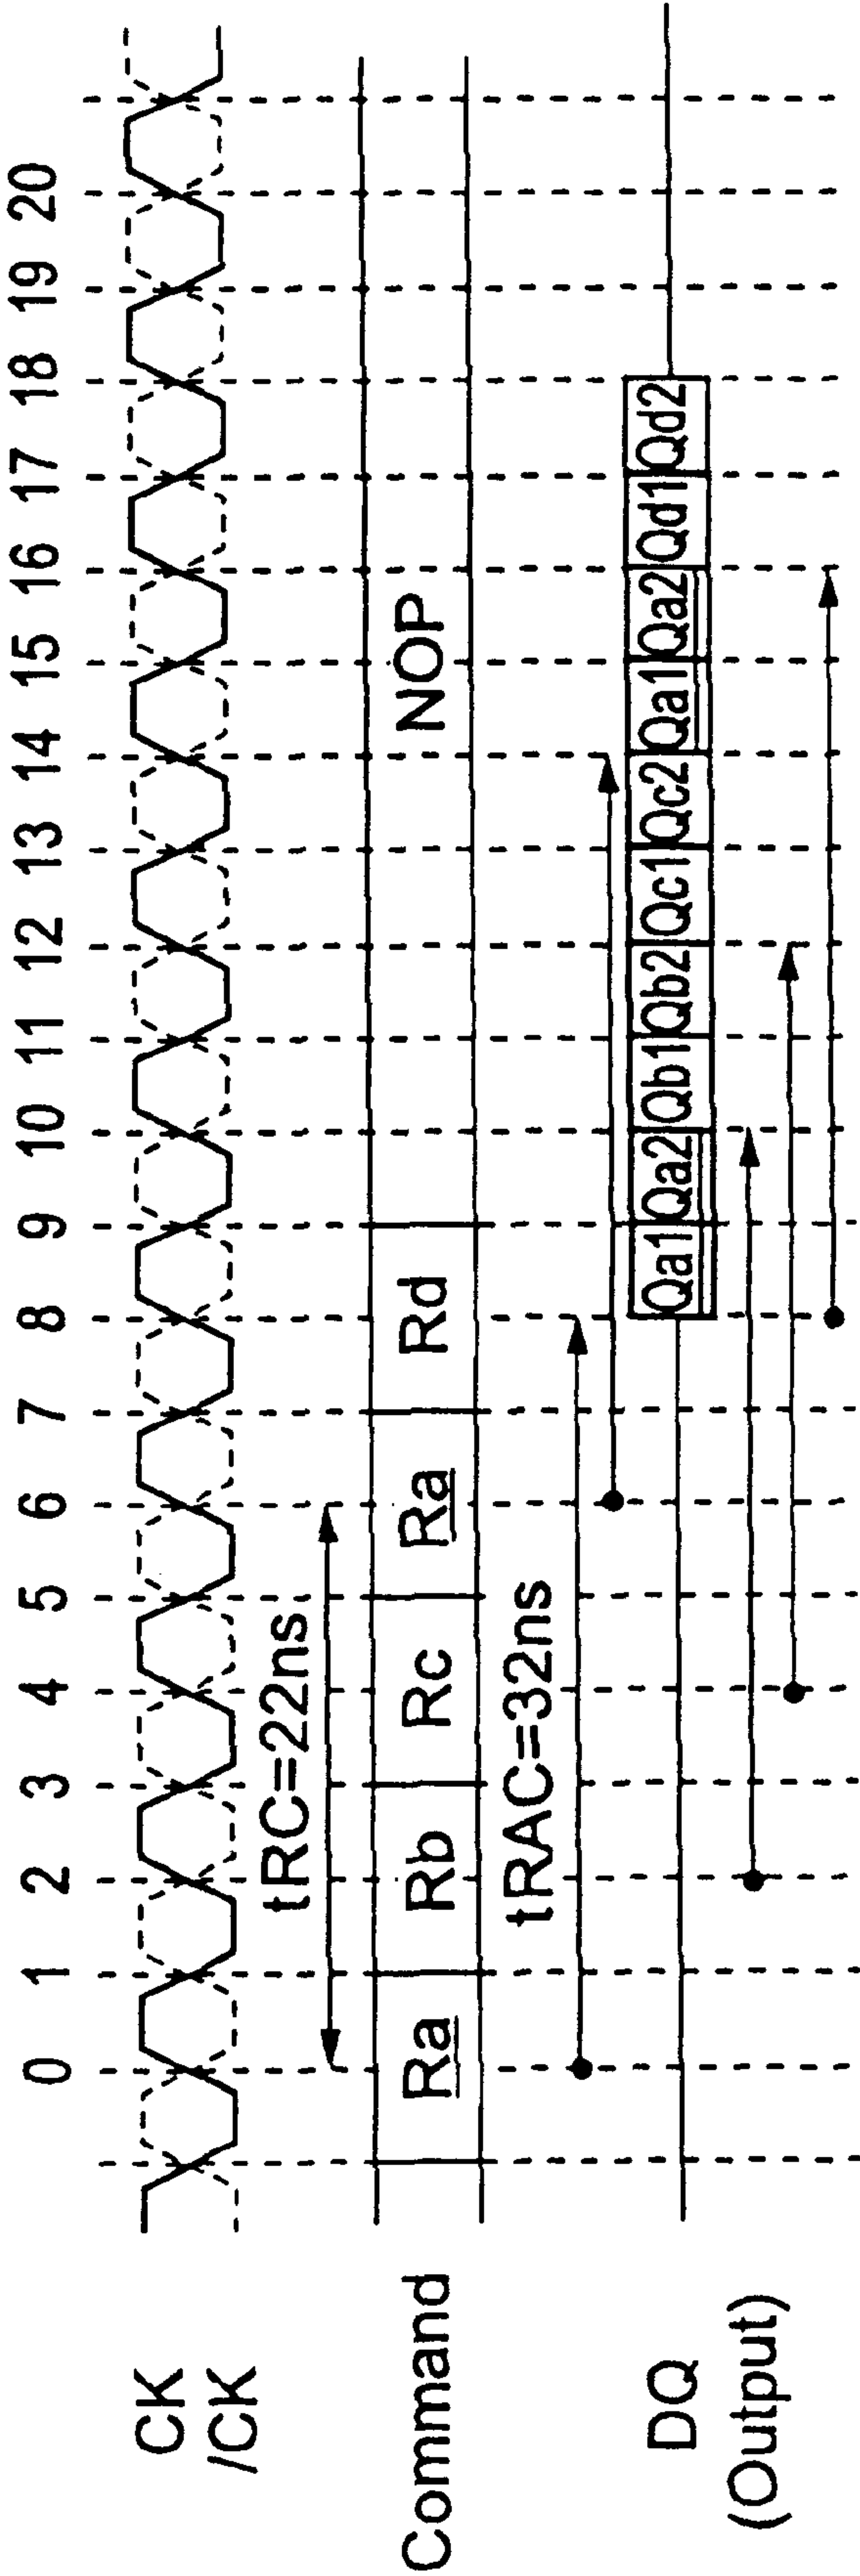 0 1 2 3 4 5 6 7 8 9 10 11 12 13 14 15 16 17 18 19 20
CK
/CK
tRC=22ns
Command Ra Rb Rc Ra Rd NOP
tRAC=32ns
DQ Qa1 Qa2 Qb1 Qb2 Qc1 Qc2 Qa1 Qa2 Qd1 Qd2
(Output)